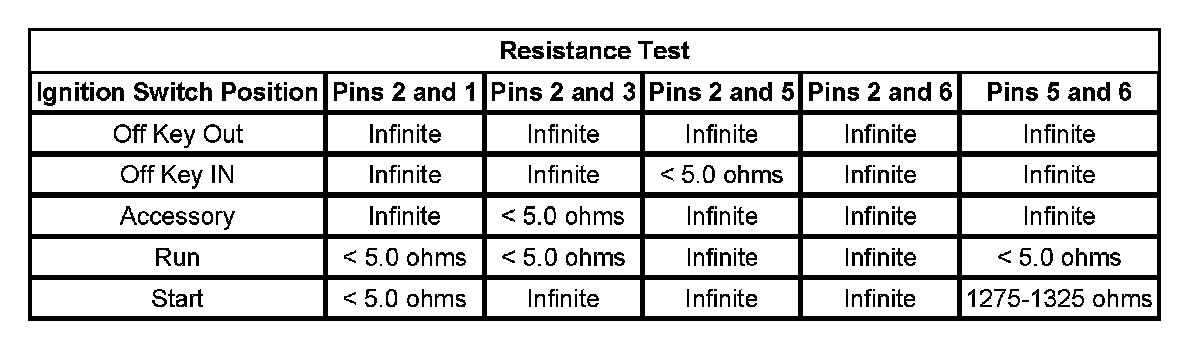 Resistance Test
Ignition Switch Position Pins 2 and 1 Pins 2 and 3 Pins 2 and 5 Pins 2 and 6 Pins 5 and 6
Off Key Out Infinite Infinite Infinite Infinite Infinite
Off Key IN Infinite Infinite < 5.0 ohms Infinite Infinite
Accessory Infinite < 5.0 ohms Infinite Infinite Infinite
Run < 5.0 ohms < 5.0 ohms Infinite Infinite < 5.0 ohms
Start < 5.0 ohms Infinite Infinite Infinite 1275-1325 ohms